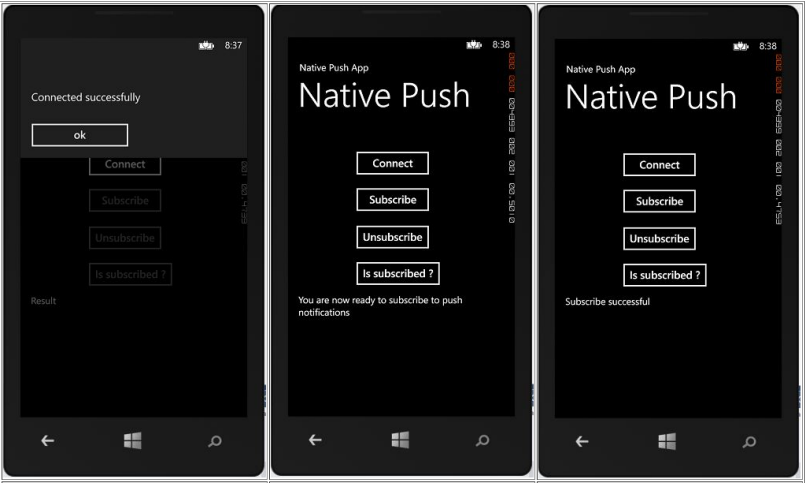 8:37
Connected successfully
ok
Connect
Subscribe
Unsubscribe
Is subscribed ?
Result
8:38
Native Push App
Native Push
Connect
Subscribe
Unsubscribe
Is subscribed ?
You are now ready to subscribe to push
notifications
8:38
Native Push App
Native Push
Connect
Subscribe
Unsubscribe
Is subscribed ?
Subscribe successful